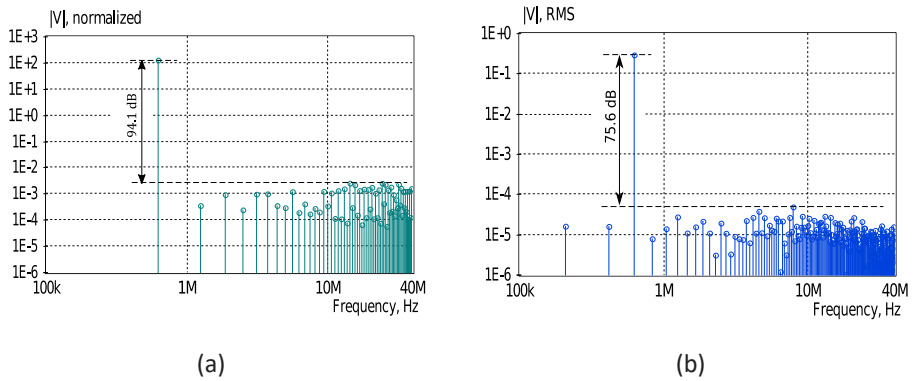 |V|, normalized
1E+3
1E+2
1E+1
1E+0
1E-1
1E-2
1E-3
1E-4
1E-5
1E-6
94.1 dB
100k
1M
10M
40M
Frequency, Hz
(a)
|V|, RMS
1E+0
1E-1
1E-2
1E-3
1E-4
1E-5
1E-6
75.6 dB
100k
1M
10M
40M
Frequency, Hz
(b)